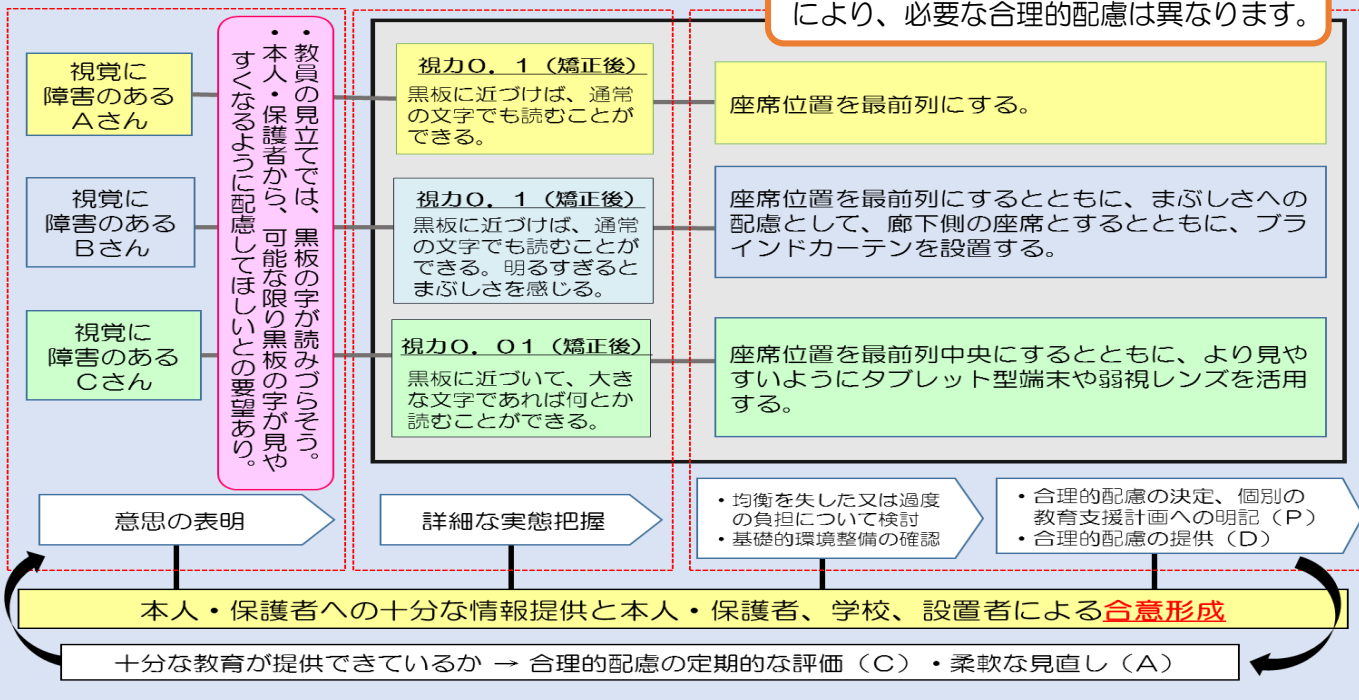 により、必要な合理的配慮は異なります。
視覚に
障害のある
Aさん
視覚に
障害のある
Bさん
視覚に
障害のある
Cさん
・教員の見立てでは、黒板の字が読みづらそう。
・本人・保護者から、可能な限り黒板の字が見や
すくなるように配慮してほしいとの要望あり。
視力0.1(矯正後)
黒板に近づけば、通常
の文字でも読むことが
できる。
視力0.1(矯正後)
黒板に近づけば、通常
の文字でも読むことが
できる。明るすぎると
まぶしさを感じる。
視力0.01(矯正後)
黒板に近づいて、大き
な文字であれば何とか
読むことができる。
座席位置を最前列にする。
座席位置を最前列にするとともに、まぶしさへの
配慮として、廊下側の座席とするとともに、ブラ
インドカーテンを設置する。
座席位置を最前列中央にするとともに、より見や
すいようにタブレット型端末や弱視レンズを活用
する。
意思の表明
詳細な実態把握
・均衡を失した又は過度
の負担について検討
・基礎的環境整備の確認
・合理的配慮の決定、個別の
教育支援計画への明記(P)
・合理的配慮の提供(D)
本人・保護者への十分な情報提供と本人・保護者、学校、設置者による合意形成
十分な教育が提供できているか → 合理的配慮の定期的な評価(C)・柔軟な見直し(A)